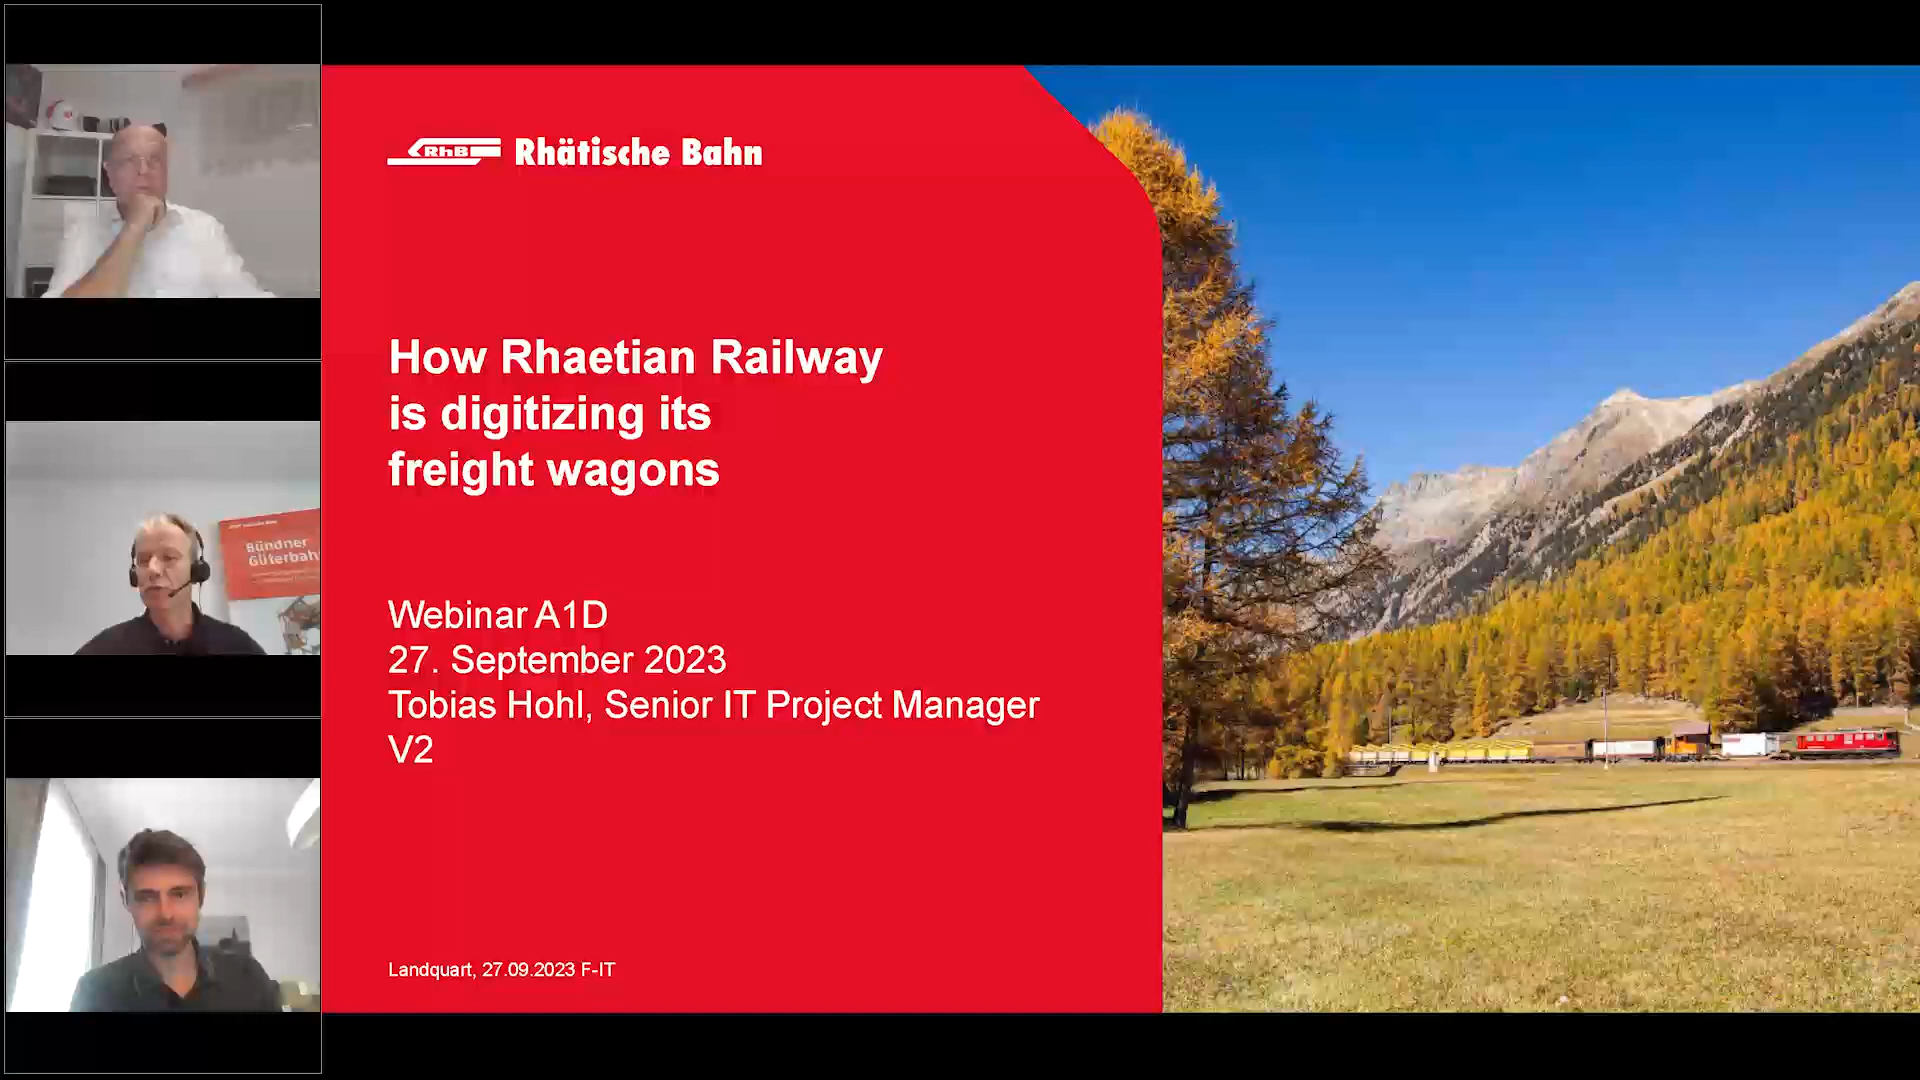 RhB Rhätische Bahn
How Rhaetian Railway
is digitizing its
freight wagons
Webinar A1D
27. September 2023
Tobias Hohl, Senior IT Project Manager
V2
Landquart, 27.09.2023 F-IT
Bündner
Güterbahn